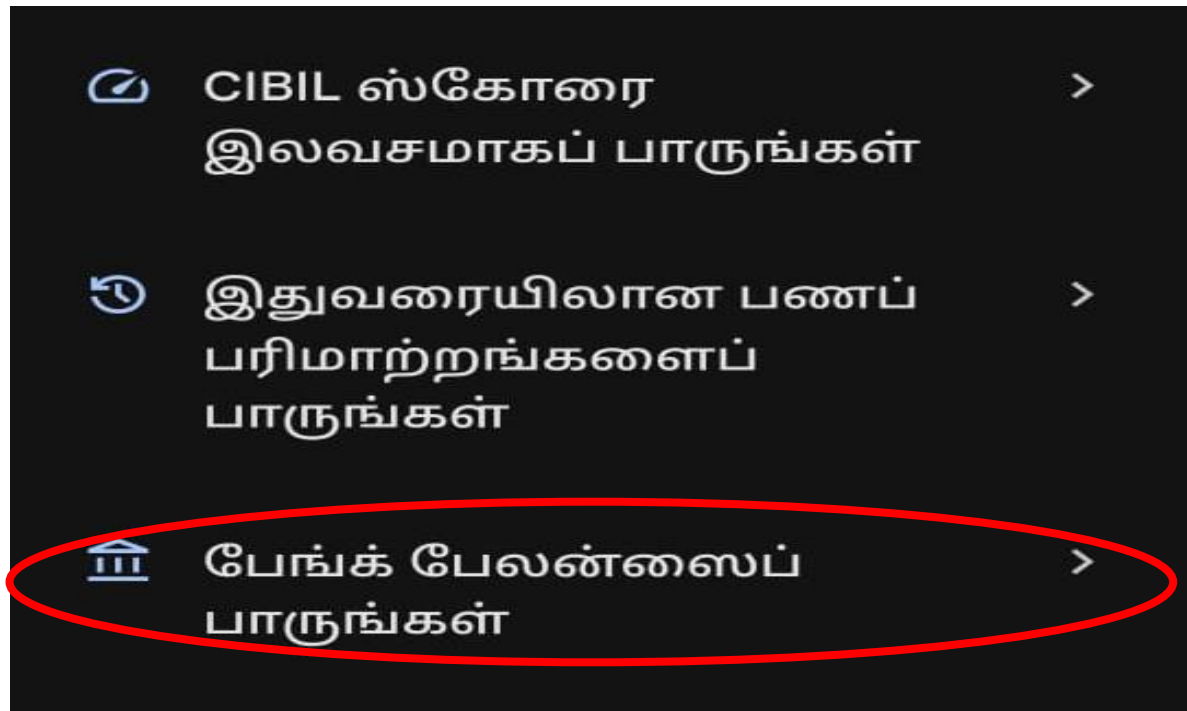 CIBIL ஸ்கோரை
இலவசமாகப் பாருங்கள்
இதுவரையிலான பணப்
பரிமாற்றங்களைப்
பாருங்கள்
பேங்க் பேலன்ஸைப்
பாருங்கள்